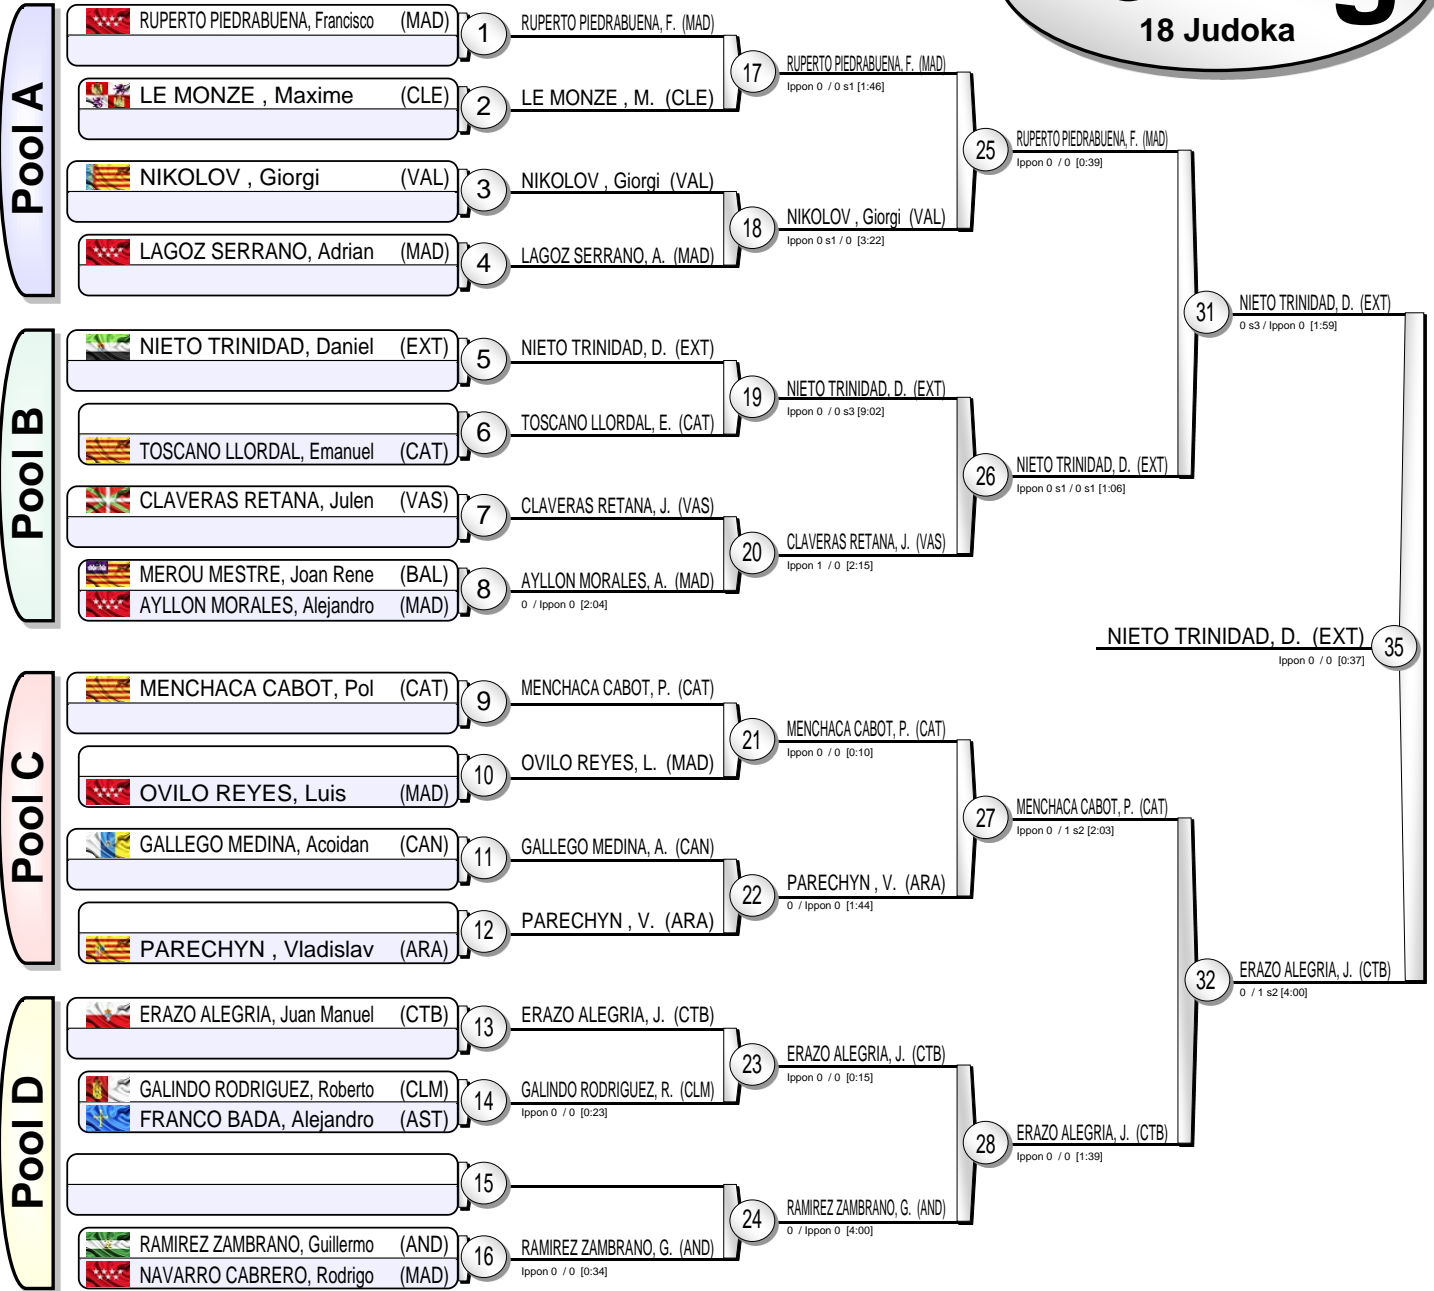 18 Judoka
Pool A
RUPERTO PIEDRABUENA, Francisco (MAD)
1
LE MONZE , Maxime (CLE)
2
NIKOLOV , Giorgi (VAL)
3
LAGOZ SERRANO, Adrian (MAD)
4
RUPERTO PIEDRABUENA, F. (MAD)
LE MONZE , M. (CLE)
17
NIKOLOV , Giorgi (VAL)
LAGOZ SERRANO, A. (MAD)
18
RUPERTO PIEDRABUENA, F. (MAD)
Ippon 0 / 0 s1 [1:46]
NIKOLOV , Giorgi (VAL)
Ippon 0 s1 / 0 [3:22]
25
RUPERTO PIEDRABUENA, F. (MAD)
Ippon 0 / 0 [0:39]
Pool B
NIETO TRINIDAD, Daniel (EXT)
5
TOSCANO LLORDAL, Emanuel (CAT)
6
CLAVERAS RETANA, Julen (VAS)
7
MEROU MESTRE, Joan Rene (BAL)
AYLLON MORALES, Alejandro (MAD)
8
NIETO TRINIDAD, D. (EXT)
TOSCANO LLORDAL, E. (CAT)
19
CLAVERAS RETANA, J. (VAS)
AYLLON MORALES, A. (MAD)
0 / Ippon 0 [2:04]
20
NIETO TRINIDAD, D. (EXT)
Ippon 0 / 0 s3 [9:02]
CLAVERAS RETANA, J. (VAS)
Ippon 1 / 0 [2:15]
26
NIETO TRINIDAD, D. (EXT)
Ippon 0 s1 / 0 s1 [1:06]
31
NIETO TRINIDAD, D. (EXT)
0 s3 / Ippon 0 [1:59]
NIETO TRINIDAD, D. (EXT)
Ippon 0 / 0 [0:37]
35
Pool C
MENCHACA CABOT, Pol (CAT)
9
OVILO REYES, Luis (MAD)
10
GALLEGO MEDINA, Acoidan (CAN)
11
PARECHYN , Vladislav (ARA)
12
MENCHACA CABOT, P. (CAT)
OVILO REYES, L. (MAD)
21
GALLEGO MEDINA, A. (CAN)
PARECHYN , V. (ARA)
22
MENCHACA CABOT, P. (CAT)
Ippon 0 / 0 [0:10]
PARECHYN , V. (ARA)
0 / Ippon 0 [1:44]
27
MENCHACA CABOT, P. (CAT)
Ippon 0 / 1 s2 [2:03]
Pool D
ERAZO ALEGRIA, Juan Manuel (CTB)
13
GALINDO RODRIGUEZ, Roberto (CLM)
FRANCO BADA, Alejandro (AST)
14
15
RAMIREZ ZAMBRANO, Guillermo (AND)
NAVARRO CABRERO, Rodrigo (MAD)
16
ERAZO ALEGRIA, J. (CTB)
GALINDO RODRIGUEZ, R. (CLM)
Ippon 0 / 0 [0:23]
23
RAMIREZ ZAMBRANO, G. (AND)
Ippon 0 / 0 [0:34]
24
ERAZO ALEGRIA, J. (CTB)
Ippon 0 / 0 [0:15]
RAMIREZ ZAMBRANO, G. (AND)
0 / Ippon 0 [4:00]
28
ERAZO ALEGRIA, J. (CTB)
Ippon 0 / 0 [1:39]
32
ERAZO ALEGRIA, J. (CTB)
0 / 1 s2 [4:00]